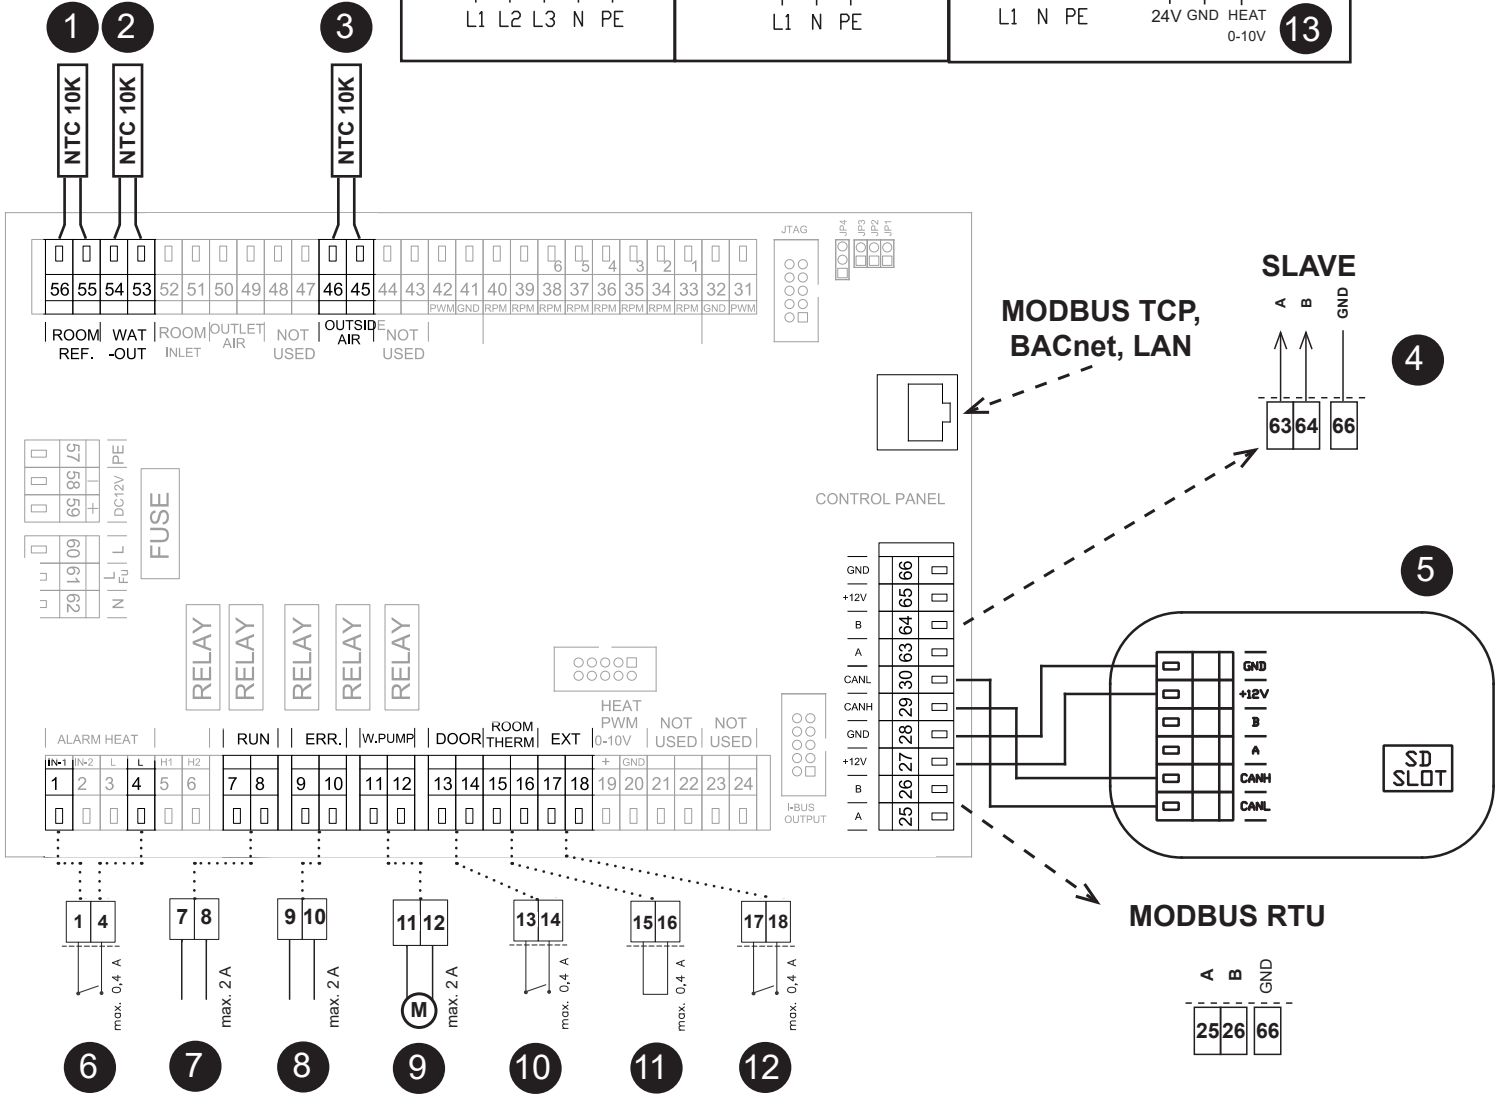 1 2 3
L1 L2 L3 N PE
L1 N PE
L1 N PE
24V GND HEAT
0-10V
13
NTC 10K
NTC 10K
NTC 10K
JTAG
JP4 JP3 JP2 JP1
6 5 4 3 2 1
56 55 54 53 52 51 50 49 48 47 46 45 44 43 42 41 40 39 38 37 36 35 34 33 32 31
PWM GND RPM RPM RPM RPM RPM RPM RPM RPM GND PWM
ROOM REF.
WAT -OUT
ROOM INLET
OUTLET AIR
NOT USED
OUTSIDE AIR
NOT USED
MODBUS TCP,
BACnet, LAN
SLAVE
A B GND
63 64 66
4
57 58 59
PE
DC12V - +
60 61 62
L
L Fu
N
FUSE
CONTROL PANEL
GND 66
+12V 65
B 64
A 63
CANL 30
CANH 29
GND 28
+12V 27
B 26
A 25
5
GND
+12V
B
A
CANH
CANL
SD
SLOT
RELAY RELAY RELAY RELAY RELAY
HEAT
PWM
0-10V
NOT USED
NOT USED
ALARM HEAT
RUN
ERR.
W.PUMP
DOOR
ROOM
THERM
EXT
IN-1 IN-2 L L H1 H2
+ GND
1 2 3 4 5 6 7 8 9 10 11 12 13 14 15 16 17 18 19 20 21 22 23 24
I-BUS
OUTPUT
1 4
max. 0,4 A
7 8
max. 2 A
9 10
max. 2 A
11 12
M
max. 2 A
13 14
max. 0,4 A
15 16
max. 0,4 A
17 18
max. 0,4 A
6 7 8 9 10 11 12
MODBUS RTU
A B GND
25 26 66